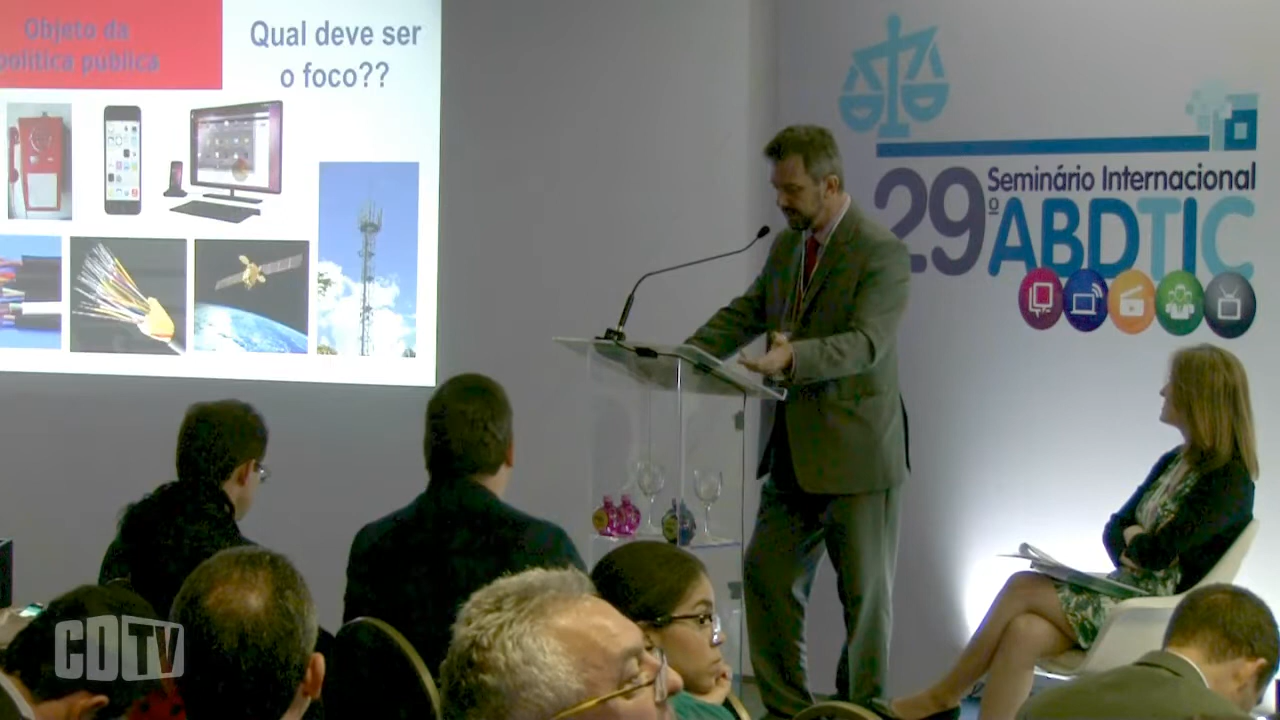 Objeto da
política pública
Qual deve ser
o foco??
29º
Seminário Internacional
ABDTIC
CDTV